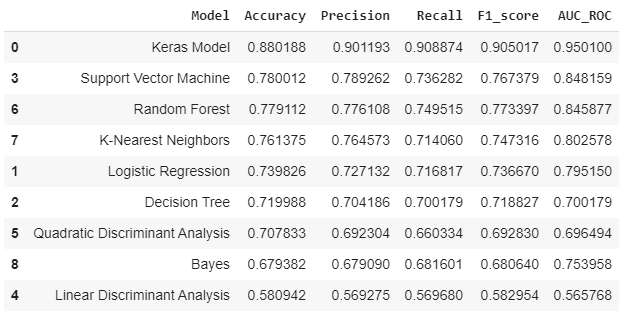 Model Accuracy Precision Recall F1_score AUC_ROC
0 Keras Model 0.880188 0.901193 0.908874 0.905017 0.950100
3 Support Vector Machine 0.780012 0.789262 0.736282 0.767379 0.848159
6 Random Forest 0.779112 0.776108 0.749515 0.773397 0.845877
7 K-Nearest Neighbors 0.761375 0.764573 0.714060 0.747316 0.802578
1 Logistic Regression 0.739826 0.727132 0.716817 0.736670 0.795150
2 Decision Tree 0.719988 0.704186 0.700179 0.718827 0.700179
5 Quadratic Discriminant Analysis 0.707833 0.692304 0.660334 0.692830 0.696494
8 Bayes 0.679382 0.679090 0.681601 0.680640 0.753958
4 Linear Discriminant Analysis 0.580942 0.569275 0.569680 0.582954 0.565768